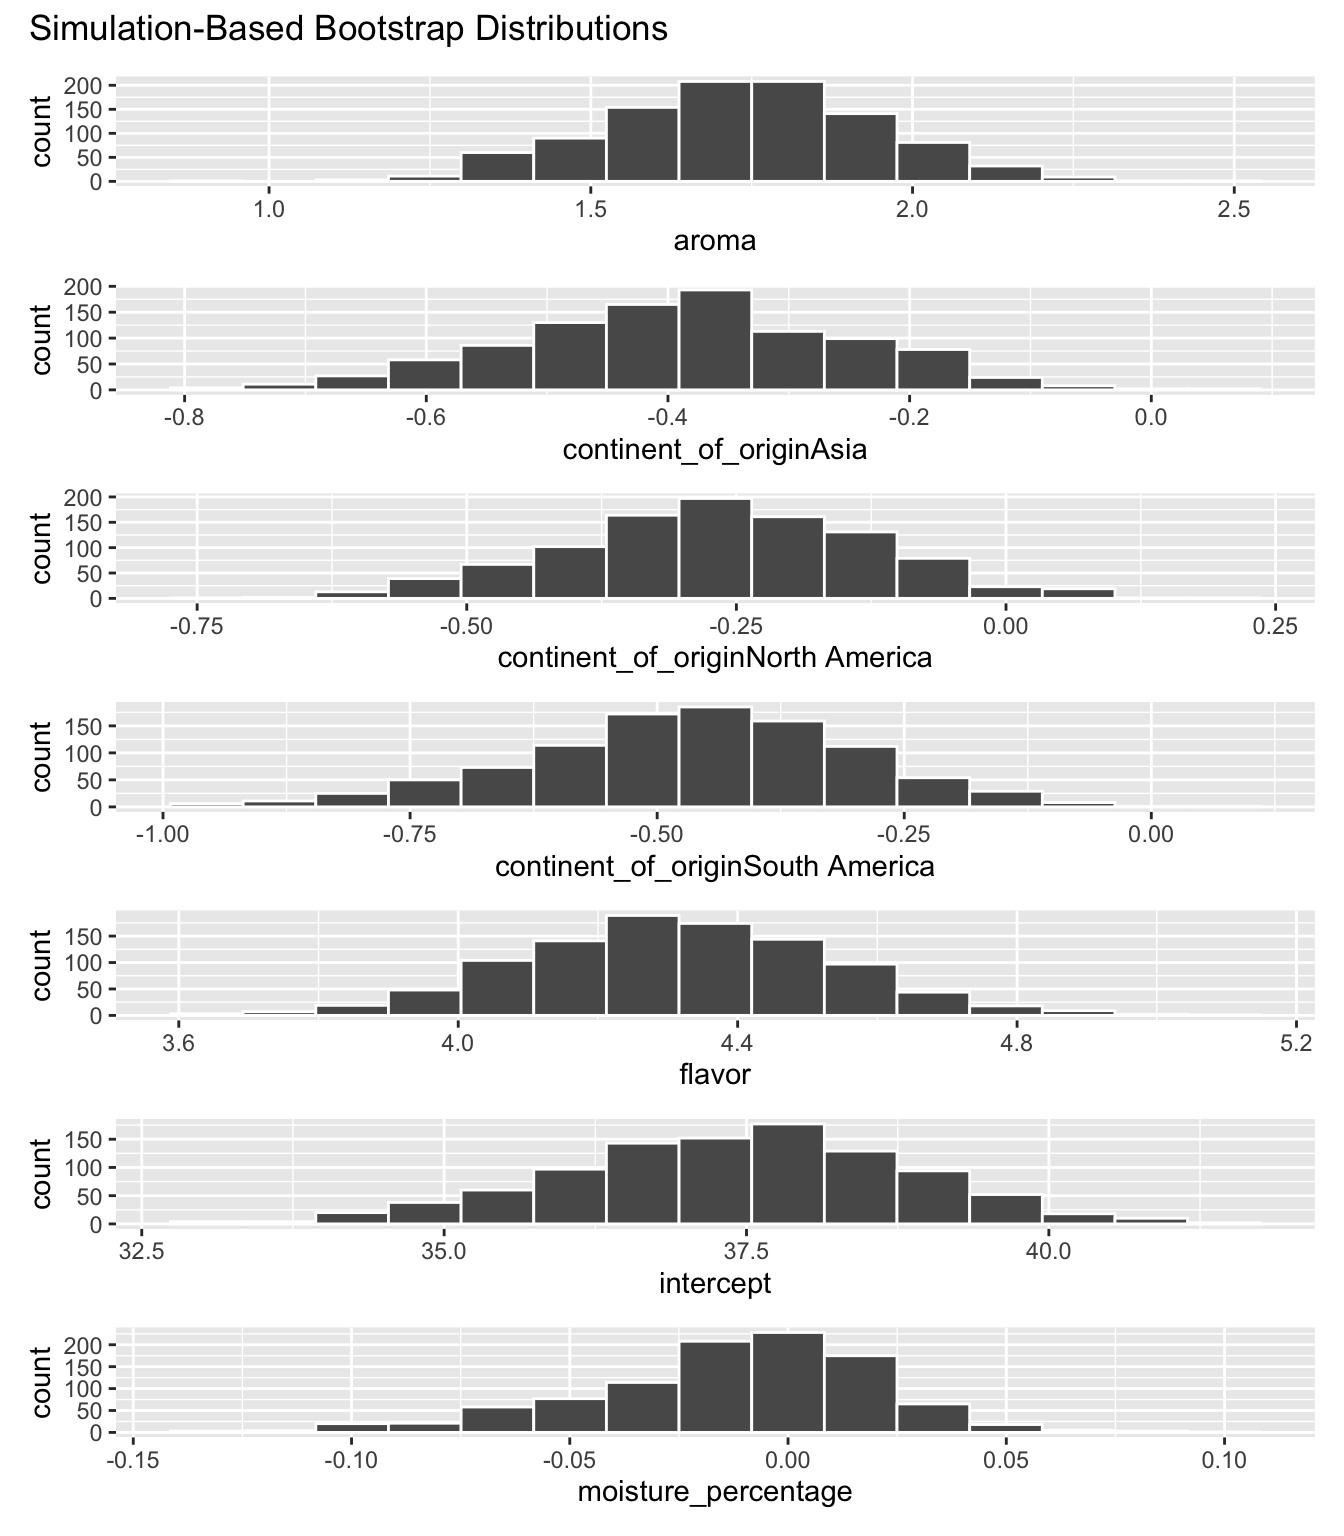 Simulation-Based Bootstrap Distributions
count
200
150
100
50
0
1.0 1.5 2.0 2.5
aroma
count
200
150
100
50
0
-0.8 -0.6 -0.4 -0.2 0.0
continent_of_originAsia
count
200
150
100
50
0
-0.75 -0.50 -0.25 0.00 0.25
continent_of_originNorth America
count
150
100
50
0
-1.00 -0.75 -0.50 -0.25 0.00
continent_of_originSouth America
count
150
100
50
0
3.6 4.0 4.4 4.8 5.2
flavor
count
150
100
50
0
32.5 35.0 37.5 40.0
intercept
count
200
150
100
50
0
-0.15 -0.10 -0.05 0.00 0.05 0.10
moisture_percentage